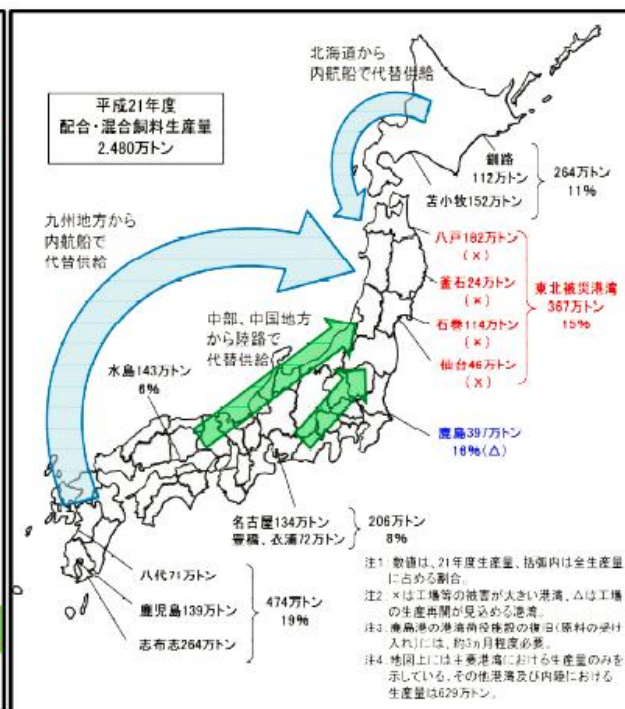 北海道から
内航船で代替供給
平成21年度
配合・混合飼料生産量
2.480万トン
釧路
112万トン
苫小牧152万トン
264万トン
11%
九州地方から
内航船で
代替供給
八戸182万トン
(×)
釜石24万トン
(×)
石巻114万トン
(×)
仙台46万トン
(×)
東北被災港湾
367万トン
15%
中部、中国地方
から陸路で
代替供給
水島143万トン
6%
鹿島397万トン
16%(△)
名古屋134万トン
豊橋、衣浦72万トン
206万トン
8%
八代71万トン
鹿児島139万トン
志布志264万トン
474万トン
19%
注1：数値は、21年度生産量、括弧内は全生産量
に占める割合。
注2：×は工場等の被害が大きい港湾、△は工場
の生産再開が見込める港湾。
注3：鹿島港の港湾荷役施設の復旧(原料の受け
入れ)には、約3ヵ月程度必要。
注4：地図上には主要港湾における生産量のみを
示している、その他港湾及び内陸における
生産量は629万トン。